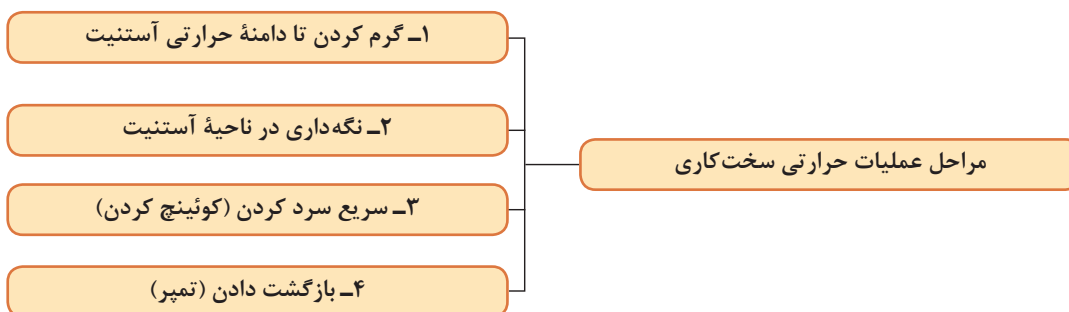 مراحل عملیات حرارتی سخت‌کاری
۱ـ گرم کردن تا دامنهٔ حرارتی آستنیت
۲ـ نگه‌داری در ناحیهٔ آستنیت
۳ـ سریع سرد کردن (کوئینچ کردن)
۴ـ بازگشت دادن (تمپر)